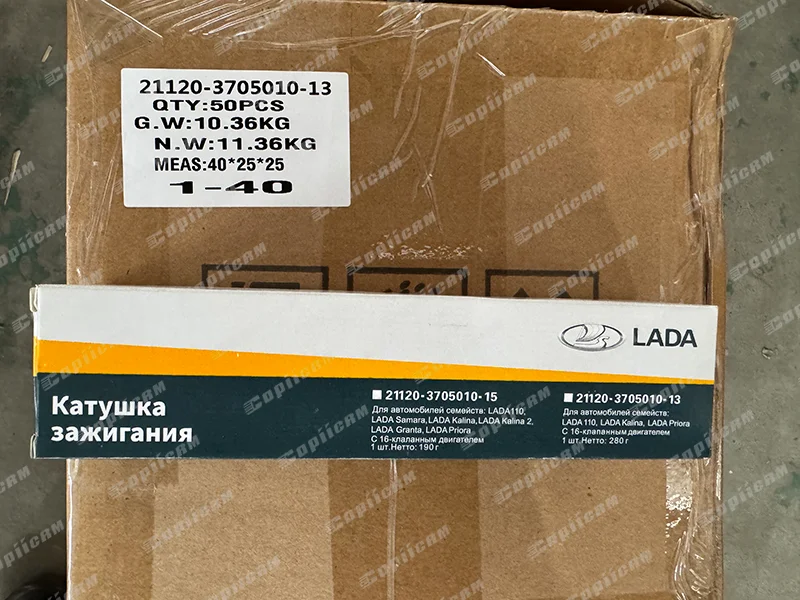 21120-3705010-13
QTY:50PCS
G.W:10.36KG
N.W:11.36KG
MEAS:40*25*25
1-40
LADA
Катушка
зажигания
21120-3705010-15
Для автомобилей семейств: LADA110,
LADA Samara, LADA Kalina, LADA Kalina 2,
LADA Granta, LADA Priora
С 16-клапанным двигателем
1 шт.Нетто: 190 г
21120-3705010-13
Для автомобилей семейств:
LADA 110, LADA Kalina, LADA Priora
С 16-клапанным двигателем
1 шт.Нетто: 280 г
Copiicam